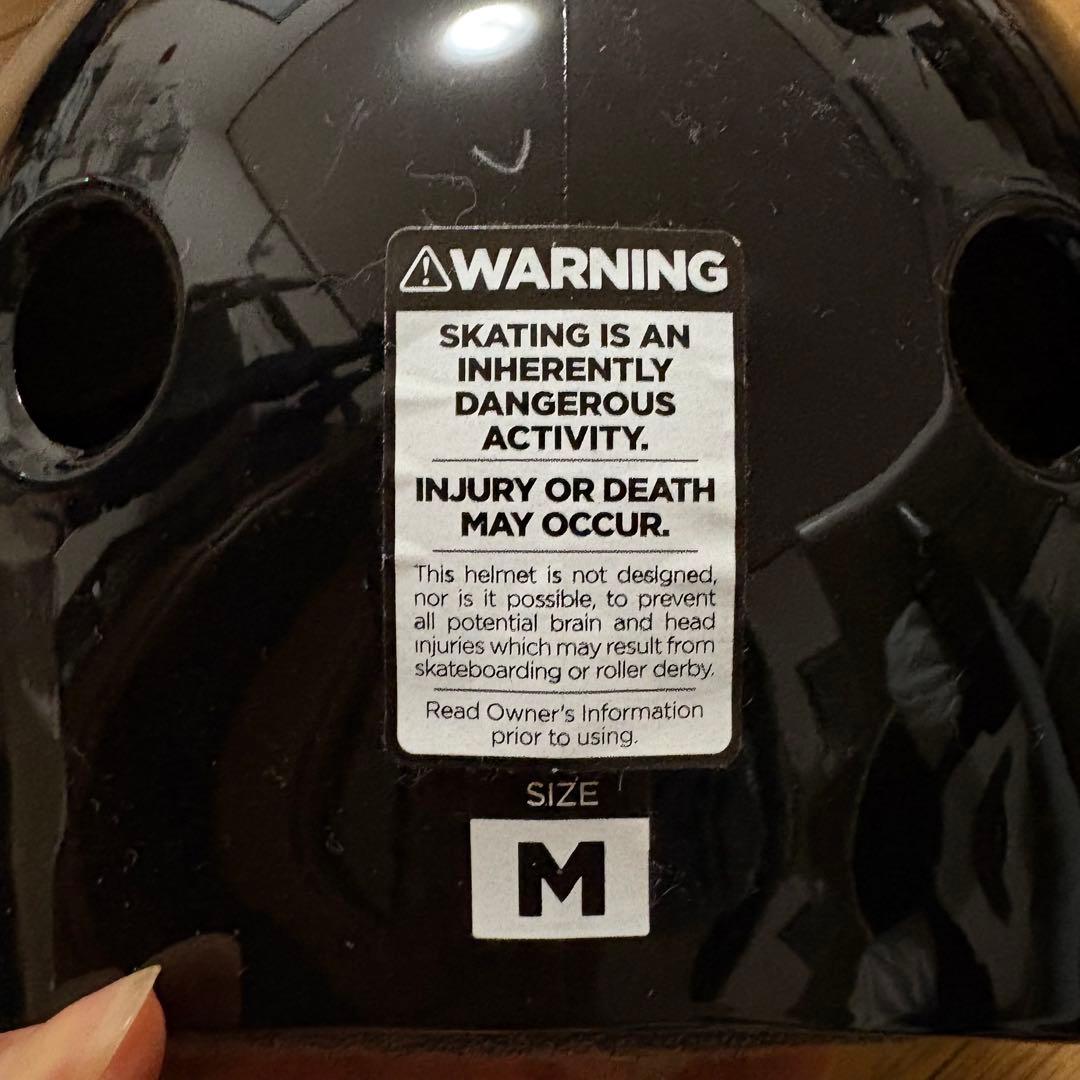 WARNING
SKATING IS AN
INHERENTLY
DANGEROUS
ACTIVITY.
INJURY OR DEATH
MAY OCCUR.
This helmet is not designed,
nor is it possible, to prevent
all potential brain and head
injuries which may result from
skateboarding or roller derby.
Read Owner's Information
prior to using.
SIZE
M